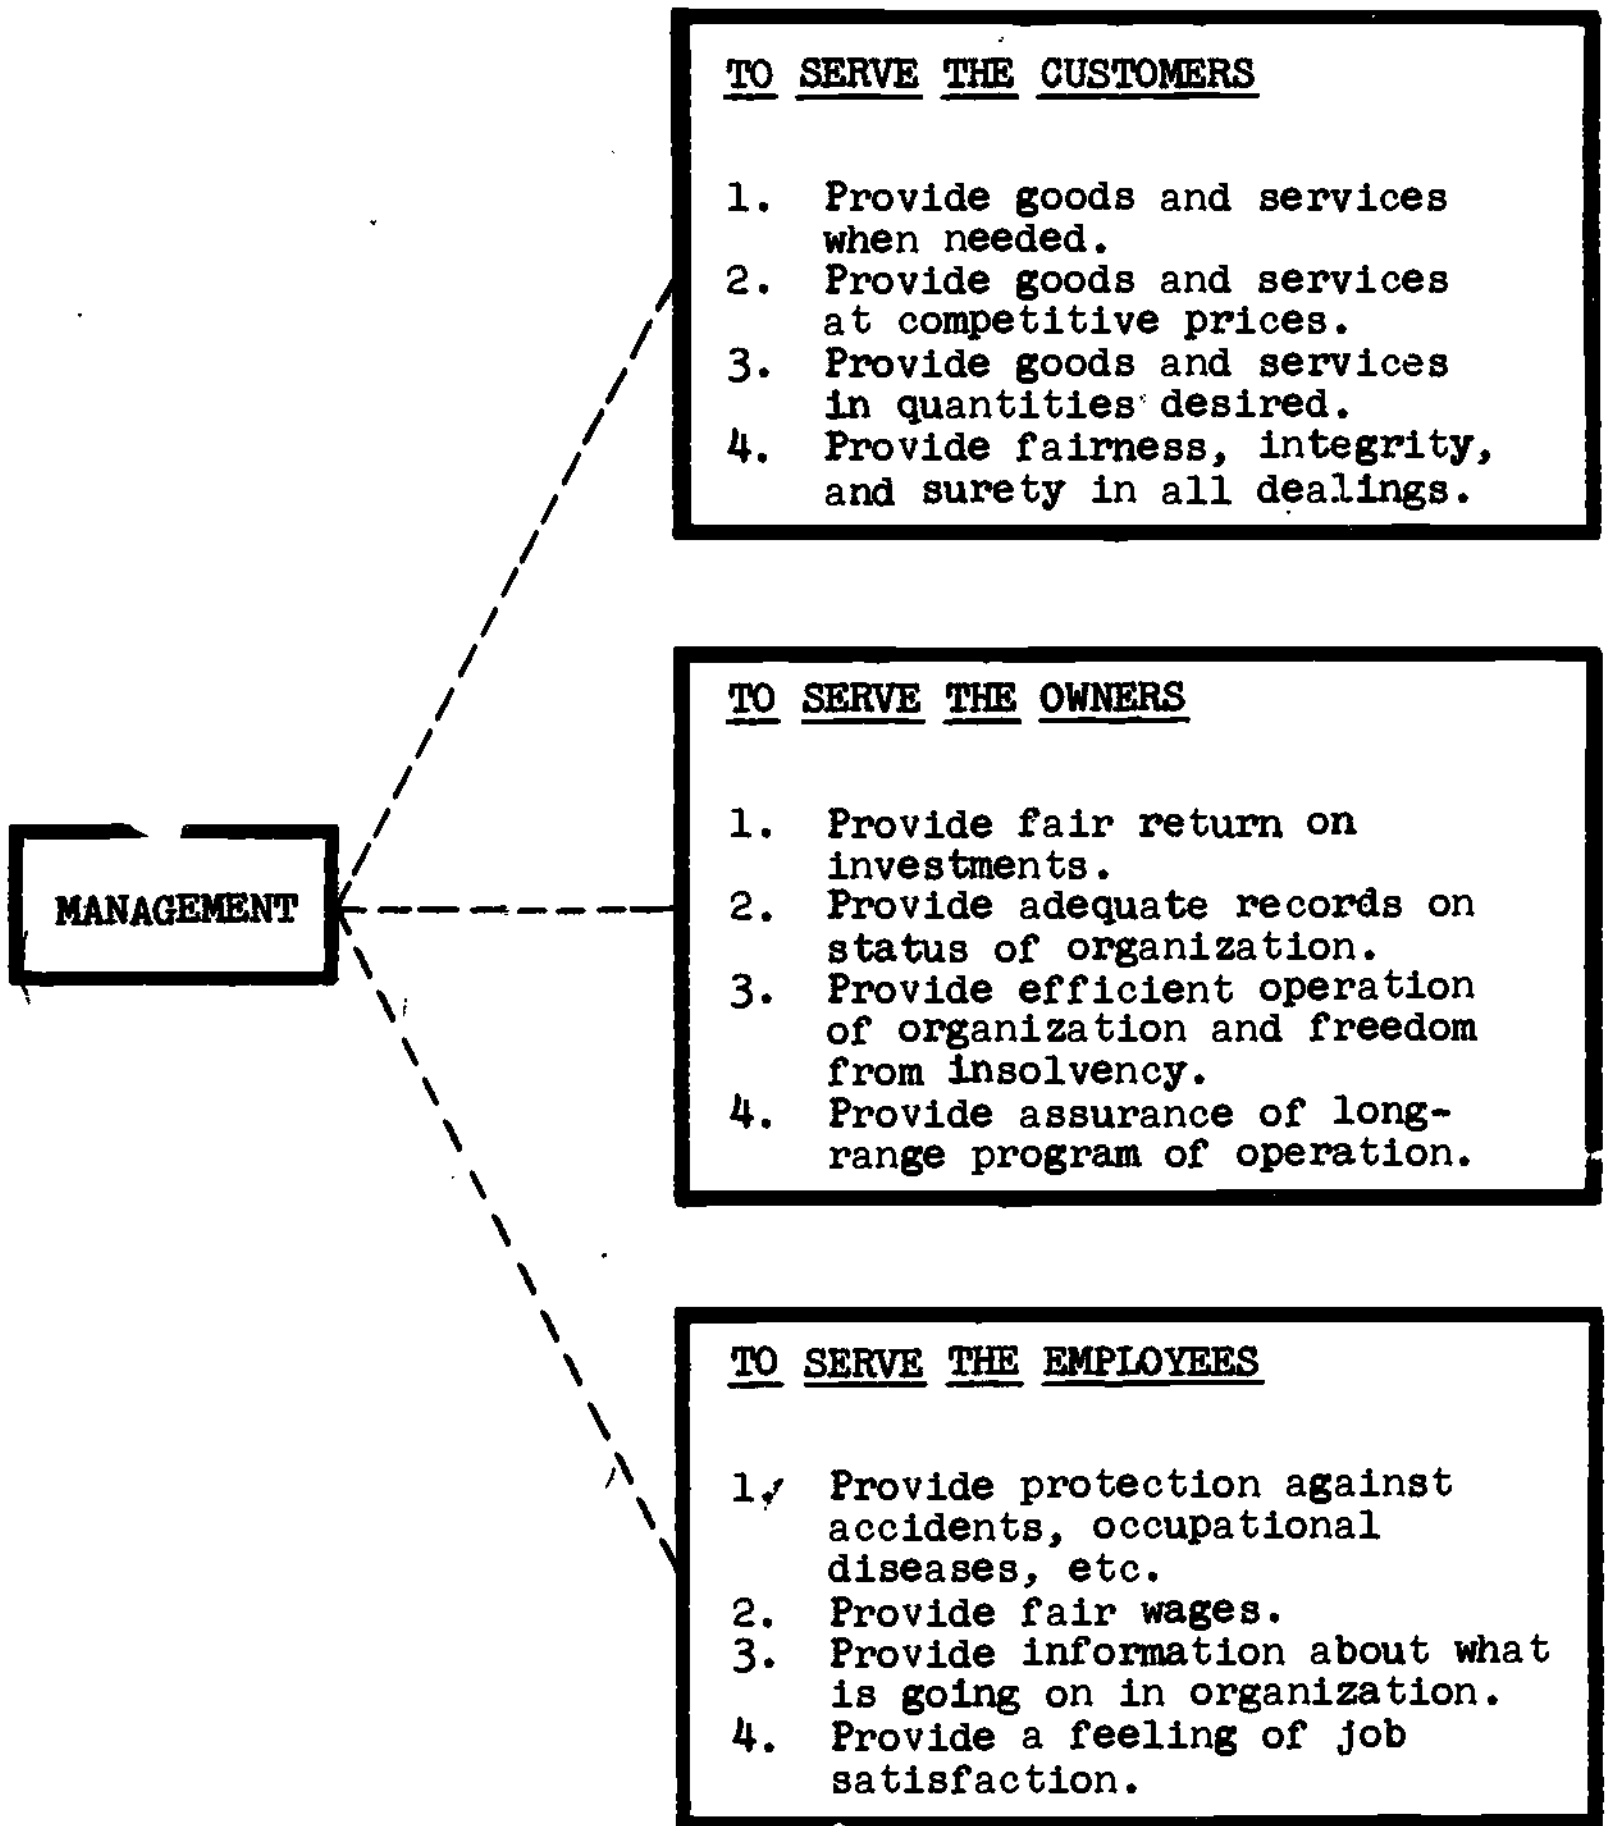 TO SERVE THE CUSTOMERS
1. Provide goods and services
when needed.
2. Provide goods and services
at competitive prices.
3. Provide goods and services
in quantities desired.
4. Provide fairness, integrity,
and surety in all dealings.
MANAGEMENT
TO SERVE THE OWNERS
1. Provide fair return on
investments.
2. Provide adequate records on
status of organization.
3. Provide efficient operation
of organization and freedom
from insolvency.
4. Provide assurance of long-
range program of operation.
TO SERVE THE EMPLOYEES
1. Provide protection against
accidents, occupational
diseases, etc.
2. Provide fair wages.
3. Provide information about what
is going on in organization.
4. Provide a feeling of job
satisfaction.